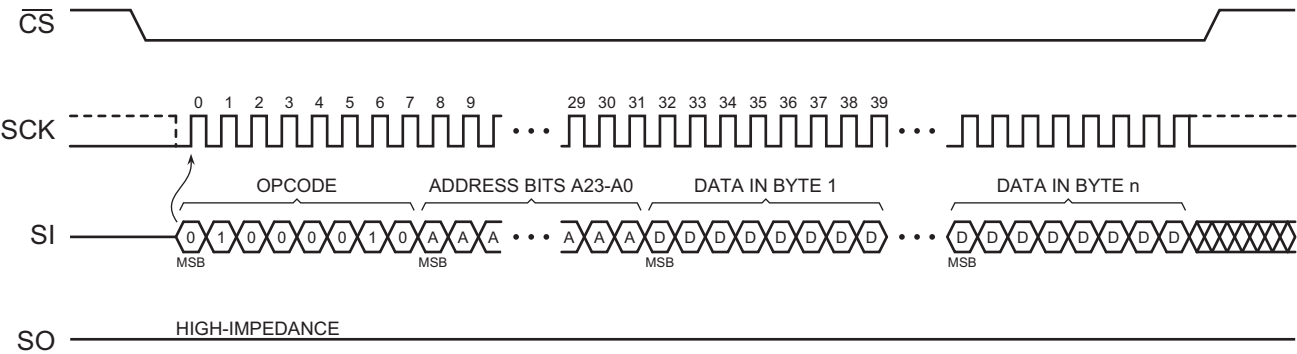 CS
0 1 2 3 4 5 6 7 8 9 29 30 31 32 33 34 35 36 37 38 39
SCK
OPCODE ADDRESS BITS A23-A0 DATA IN BYTE 1 DATA IN BYTE n
SI 0 1 0 0 0 0 1 0 A A A A A A D D D D D D D D D D D D D D D D
MSB MSB MSB MSB
HIGH-IMPEDANCE
SO